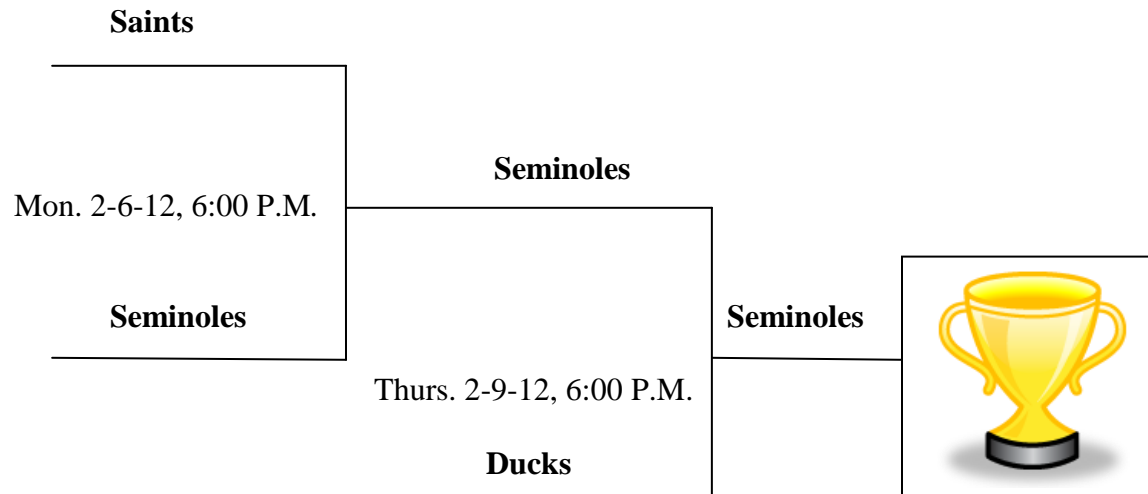 Saints
Seminoles
Mon. 2-6-12, 6:00 P.M.
Seminoles
Seminoles
Thurs. 2-9-12, 6:00 P.M.
Ducks